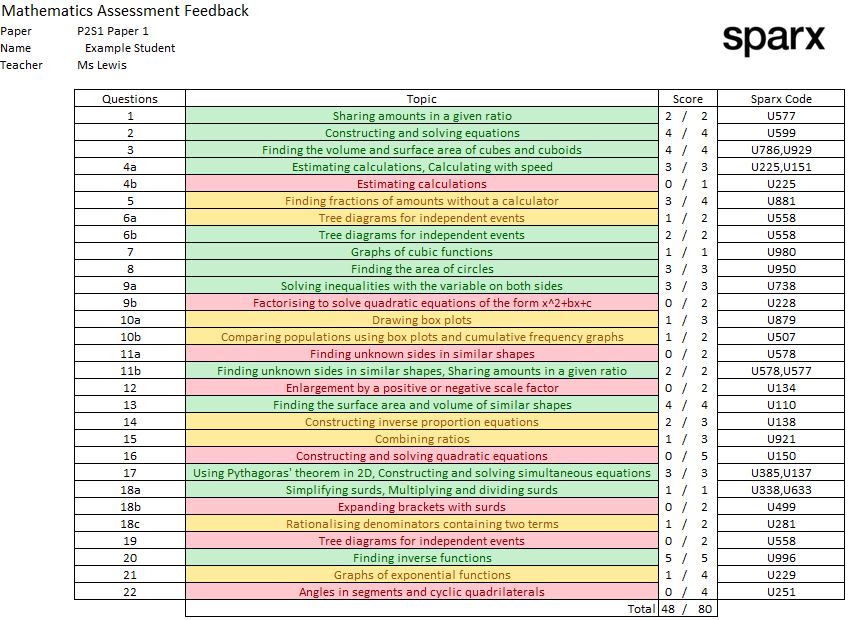 Mathematics Assessment Feedback
Paper P2S1 Paper 1
Name Example Student
Teacher Ms Lewis
sparx
Questions Topic Score Sparx Code
1 Sharing amounts in a given ratio 2 / 2 U577
2 Constructing and solving equations 4 / 4 U599
3 Finding the volume and surface area of cubes and cuboids 4 / 4 U786,U929
4a Estimating calculations, Calculating with speed 3 / 3 U225,U151
4b Estimating calculations 0 / 1 U225
5 Finding fractions of amounts without a calculator 3 / 4 U881
6a Tree diagrams for independent events 1 / 2 U558
6b Tree diagrams for independent events 2 / 2 U558
7 Graphs of cubic functions 1 / 1 U980
8 Finding the area of circles 3 / 3 U950
9a Solving inequalities with the variable on both sides 3 / 3 U738
9b Factorising to solve quadratic equations of the form x^2+bx+c 0 / 2 U228
10a Drawing box plots 1 / 3 U879
10b Comparing populations using box plots and cumulative frequency graphs 1 / 2 U507
11a Finding unknown sides in similar shapes 0 / 2 U578
11b Finding unknown sides in similar shapes, Sharing amounts in a given ratio 2 / 2 U578,U577
12 Enlargement by a positive or negative scale factor 0 / 2 U134
13 Finding the surface area and volume of similar shapes 4 / 4 U110
14 Constructing inverse proportion equations 2 / 3 U138
15 Combining ratios 1 / 3 U921
16 Constructing and solving quadratic equations 0 / 5 U150
17 Using Pythagoras' theorem in 2D, Constructing and solving simultaneous equations 3 / 3 U385,U137
18a Simplifying surds, Multiplying and dividing surds 1 / 1 U338,U633
18b Expanding brackets with surds 0 / 2 U499
18c Rationalising denominators containing two terms 1 / 2 U281
19 Tree diagrams for independent events 0 / 2 U558
20 Finding inverse functions 5 / 5 U996
21 Graphs of exponential functions 1 / 4 U229
22 Angles in segments and cyclic quadrilaterals 0 / 4 U251
Total 48 / 80